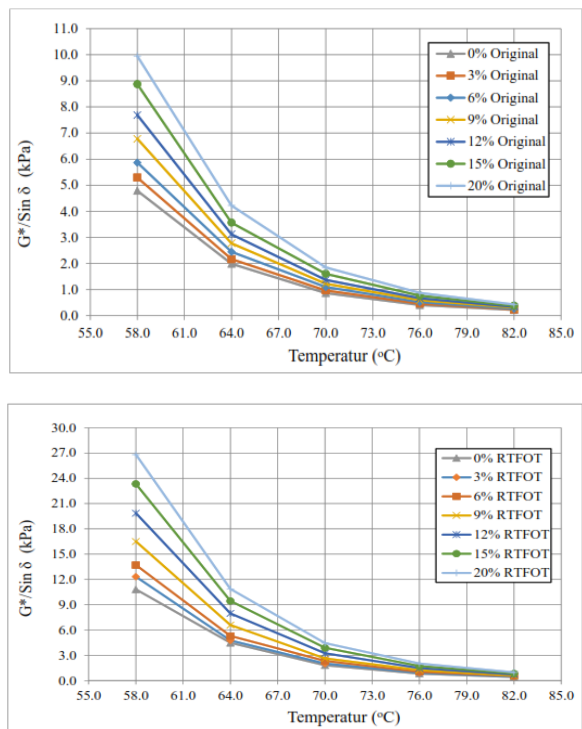 11.0
10.0
9.0
8.0
7.0
6.0
5.0
4.0
3.0
2.0
1.0
0.0
G*/Sin δ (kPa)
0% Original
3% Original
6% Original
9% Original
12% Original
15% Original
20% Original
55.0 58.0 61.0 64.0 67.0 70.0 73.0 76.0 79.0 82.0 85.0
Temperatur (°C)
30.0
27.0
24.0
21.0
18.0
15.0
12.0
9.0
6.0
3.0
0.0
G*/Sin δ (kPa)
0% RTFOT
3% RTFOT
6% RTFOT
9% RTFOT
12% RTFOT
15% RTFOT
20% RTFOT
55.0 58.0 61.0 64.0 67.0 70.0 73.0 76.0 79.0 82.0 85.0
Temperatur (°C)